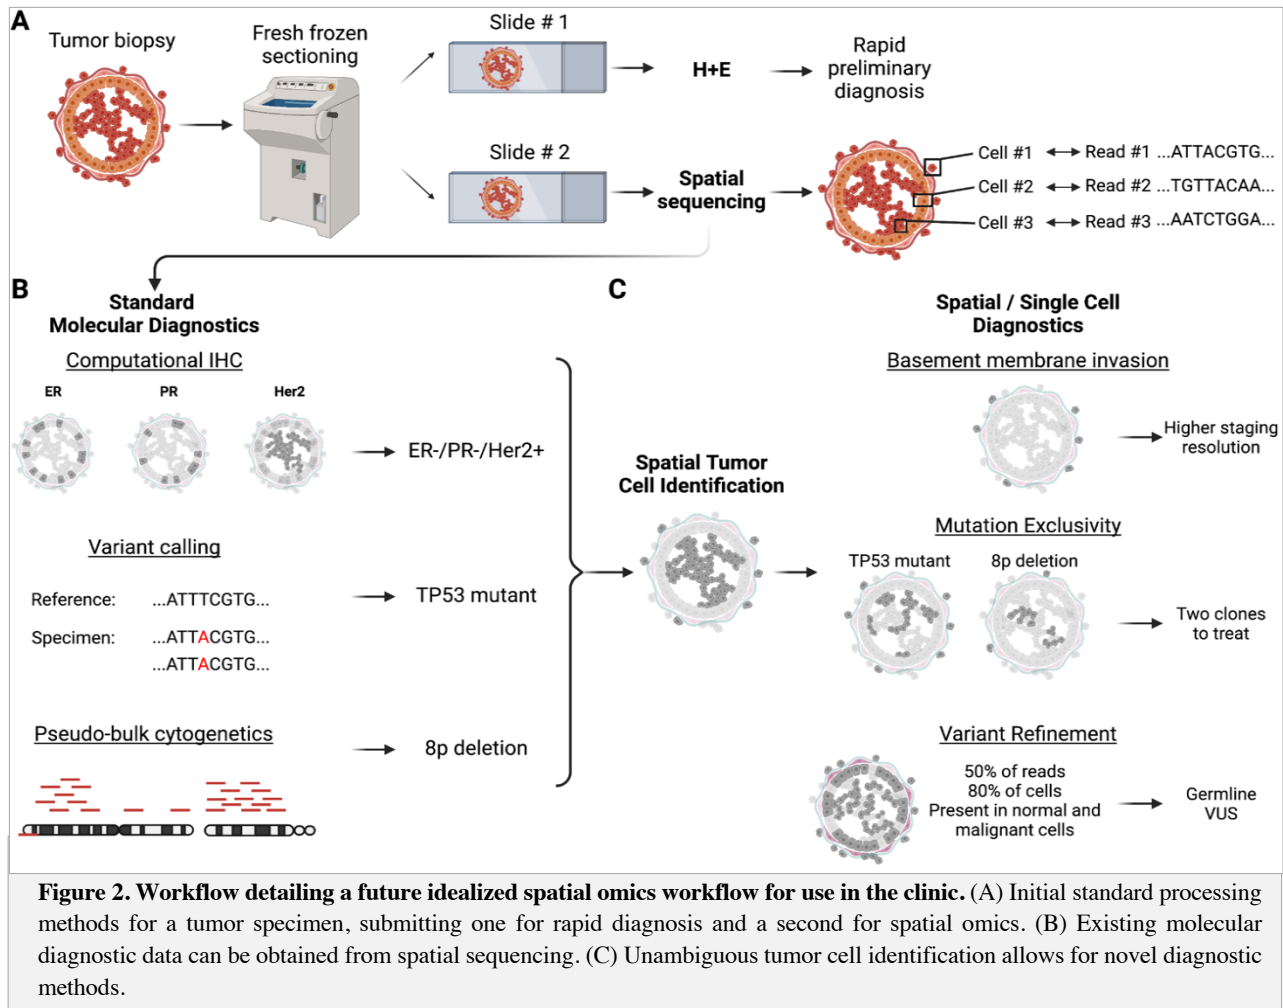 A
Tumor biopsy
Fresh frozen
sectioning
Slide # 1
H+E
Rapid
preliminary
diagnosis
Slide # 2
Spatial
sequencing
Cell #1 Read #1 ...ATTACGTG...
Cell #2 Read #2 ...TGTTACAA...
Cell #3 Read #3 ...AATCTGGA...
B
Standard
Molecular Diagnostics
Computational IHC
ER PR Her2
ER-/PR-/Her2+
Variant calling
Reference: ...ATTTCGTG...
Specimen: ...ATTACGTG...
...ATTACGTG...
TP53 mutant
Pseudo-bulk cytogenetics
8p deletion
C
Spatial Tumor
Cell Identification
Spatial / Single Cell
Diagnostics
Basement membrane invasion
Higher staging
resolution
Mutation Exclusivity
TP53 mutant 8p deletion
Two clones
to treat
Variant Refinement
50% of reads
80% of cells
Present in normal and
malignant cells
Germline
VUS
Figure 2. Workflow detailing a future idealized spatial omics workflow for use in the clinic. (A) Initial standard processing
methods for a tumor specimen, submitting one for rapid diagnosis and a second for spatial omics. (B) Existing molecular
diagnostic data can be obtained from spatial sequencing. (C) Unambiguous tumor cell identification allows for novel diagnostic
methods.